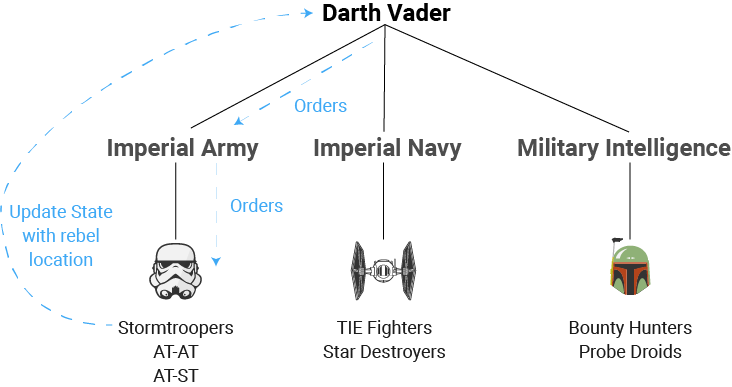 Darth Vader
Orders
Imperial Army
Imperial Navy
Military Intelligence
Update State
with rebel
location
Orders
Stormtroopers
AT-AT
AT-ST
TIE Fighters
Star Destroyers
Bounty Hunters
Probe Droids